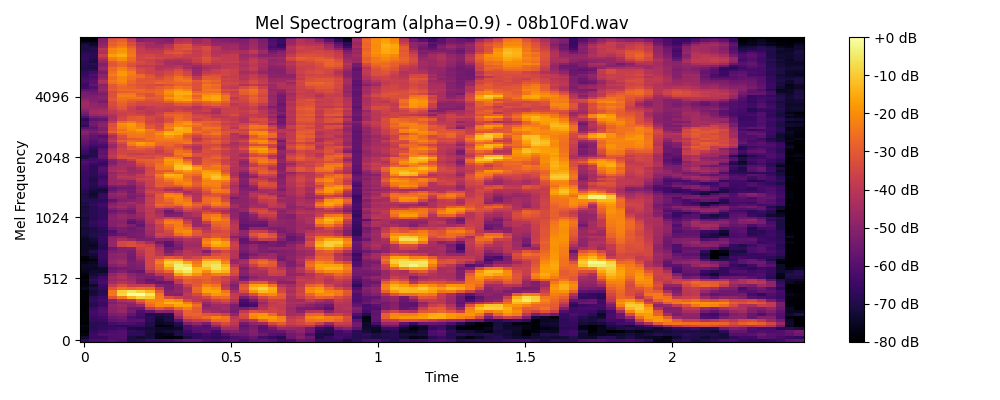 Mel Spectrogram (alpha=0.9) - 08b10Fd.wav
Mel Frequency
4096
2048
1024
512
0
0
0.5
1
1.5
2
Time
+0 dB
-10 dB
-20 dB
-30 dB
-40 dB
-50 dB
-60 dB
-70 dB
-80 dB